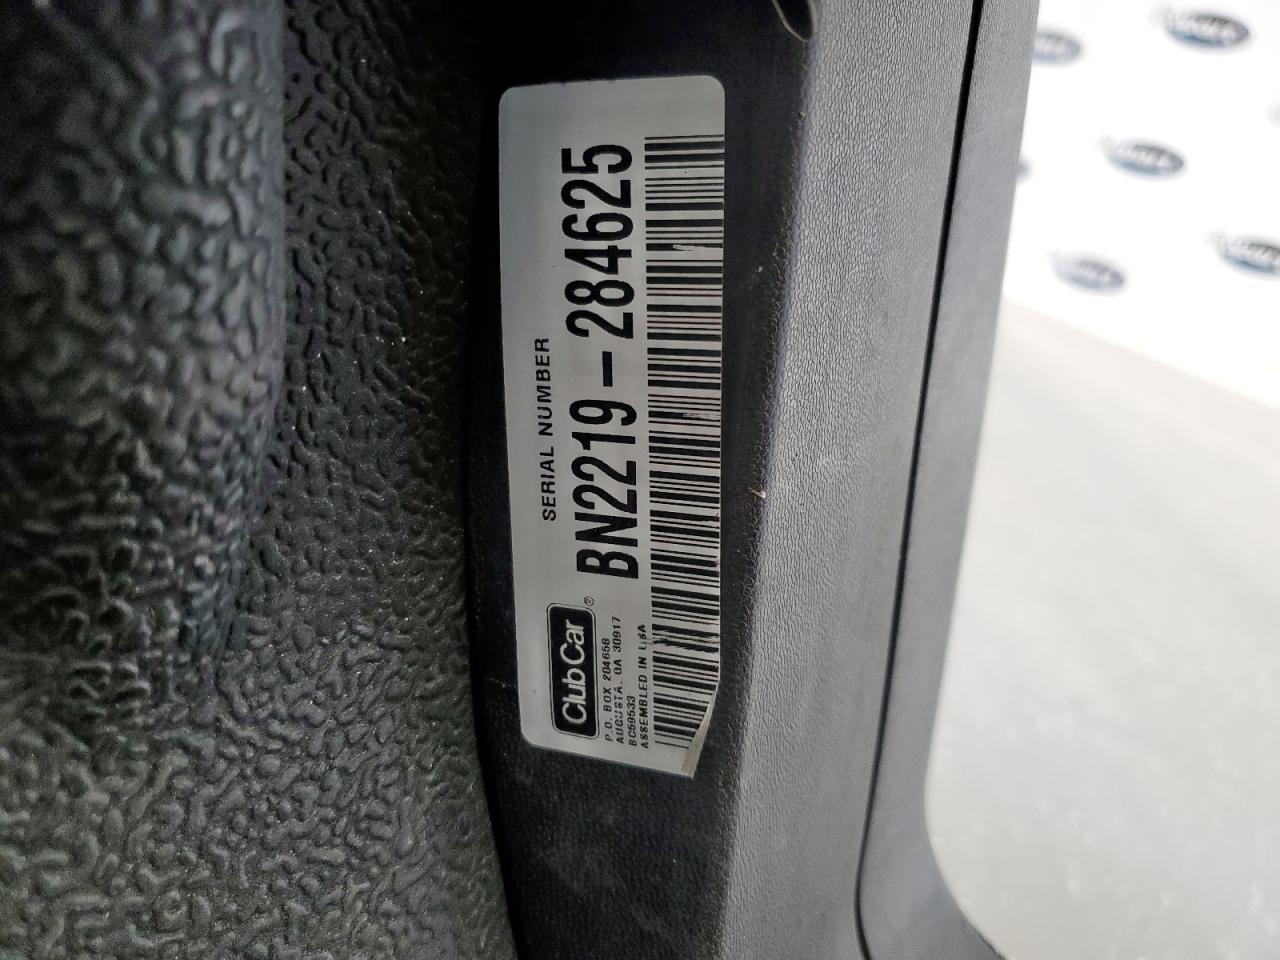 SERIAL NUMBER
BN2219-284625
Club Car®
P.O. BOX 204658
AUGUSTA, GA 30917
BC59533
ASSEMBLED IN USA